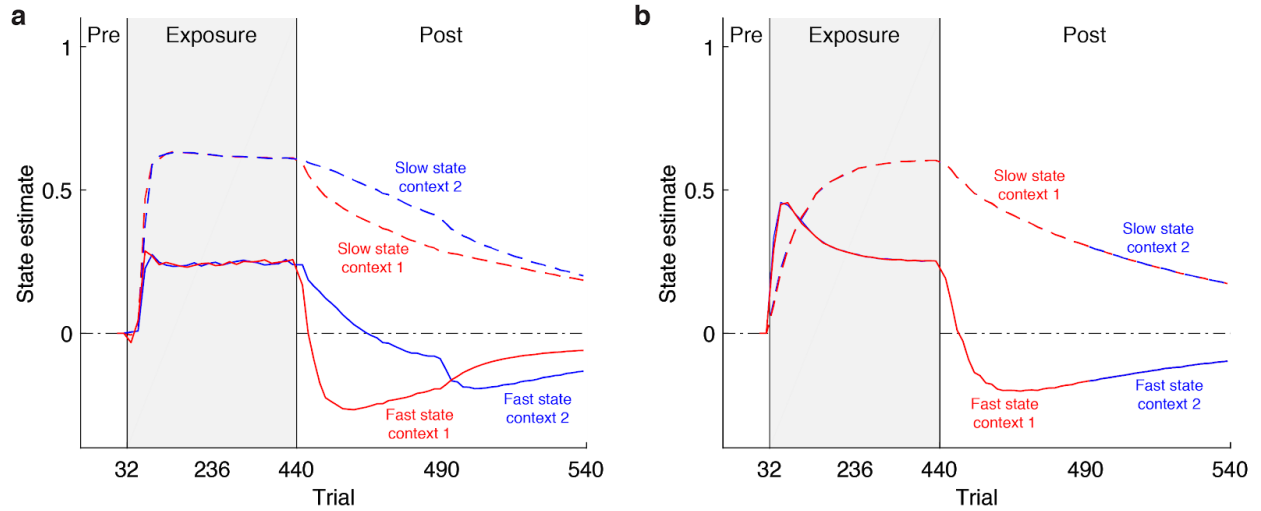 a
Pre
Exposure
Post
1
0.5
0
State estimate
Slow state
context 2
Slow state
context 1
Fast state
context 1
Fast state
context 2
32
236
440
490
540
Trial
b
Pre
Exposure
Post
1
0.5
0
State estimate
Slow state
context 1
Slow state
context 2
Fast state
context 1
Fast state
context 2
32
236
440
490
540
Trial